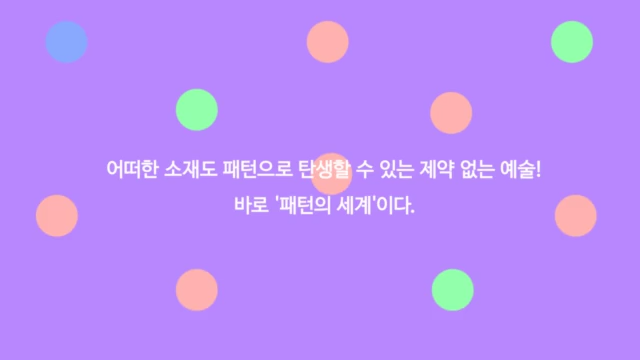 어떠한 소재도 패턴으로 탄생할 수 있는 제약 없는 예술!
바로 '패턴의 세계'이다.